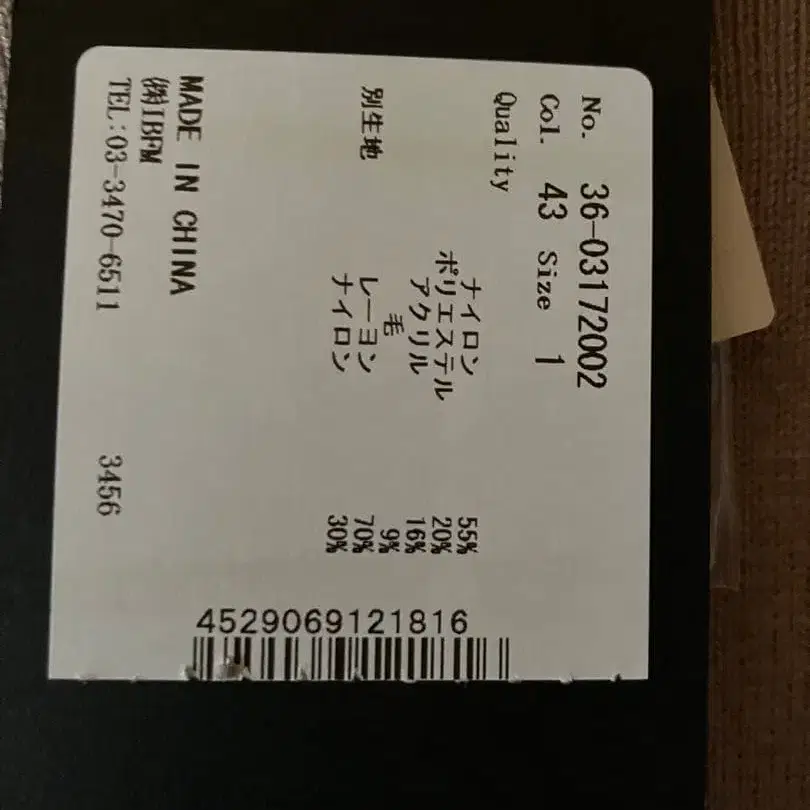 No. 36-03172002
Col. 43 Size 1
Quality
ナイロン 55%
ポリエステル 20%
アクリル 16%
毛 9%
別生地 レーヨン 70%
ナイロン 30%
MADE IN CHINA
㈱IBFM
TEL:03-3470-6511 3456
4529069121816